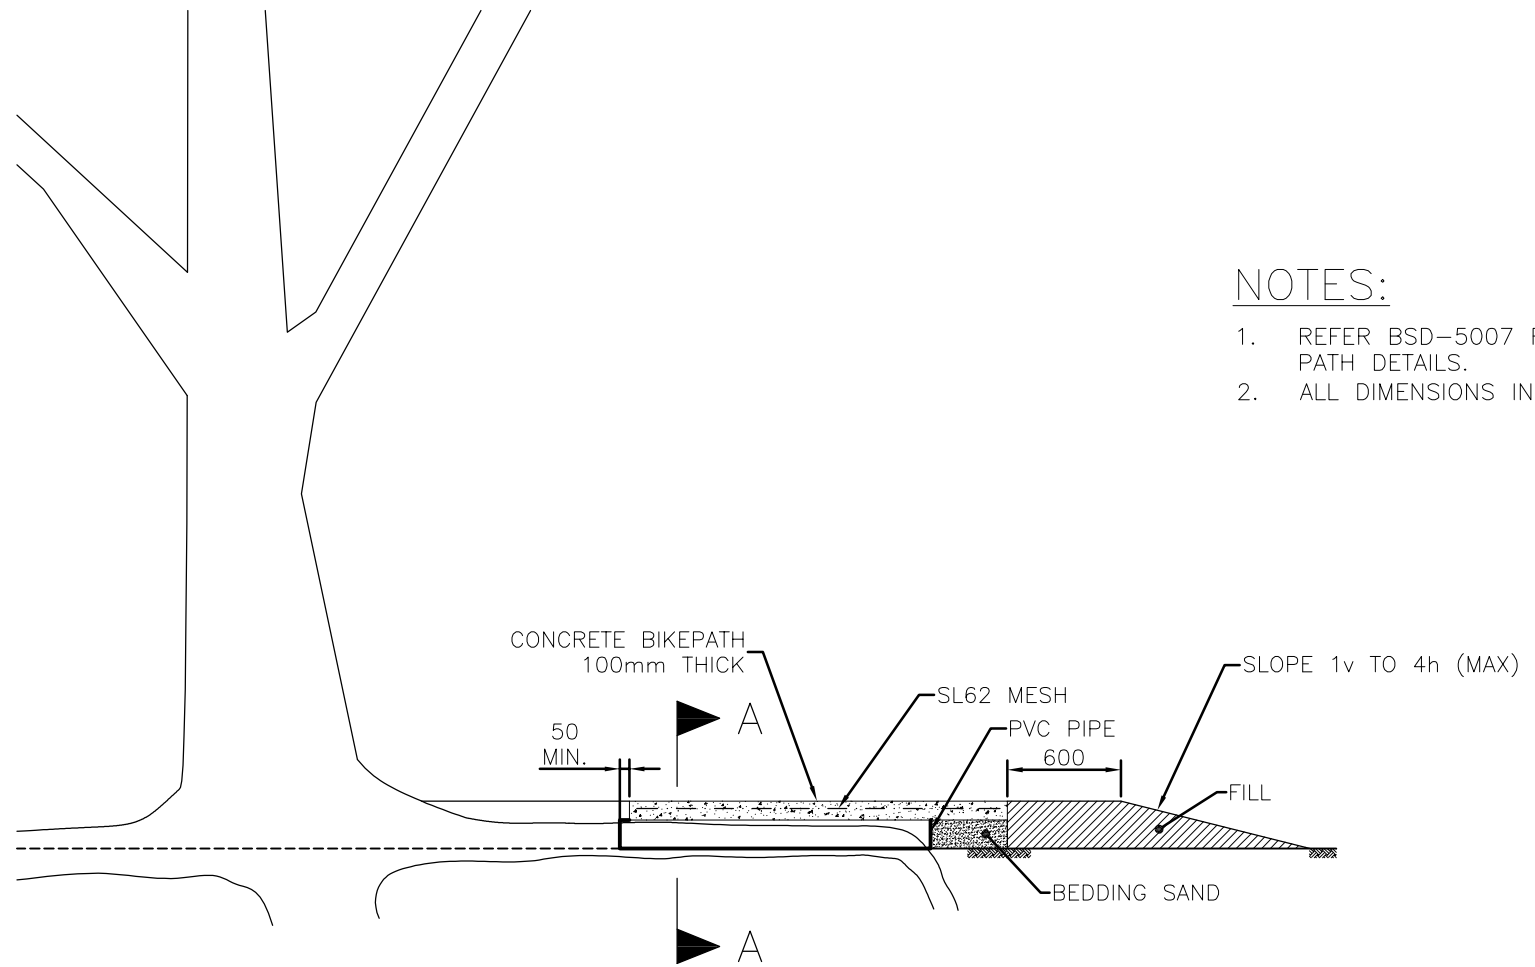 NOTES:
1. REFER BSD-5007
PATH DETAILS.
2. ALL DIMENSIONS IN
CONCRETE BIKEPATH
100mm THICK
SLOPE 1v TO 4h (MAX)
SL62 MESH
A
PVC PIPE
50
MIN.
600
FILL
BEDDING SAND
A